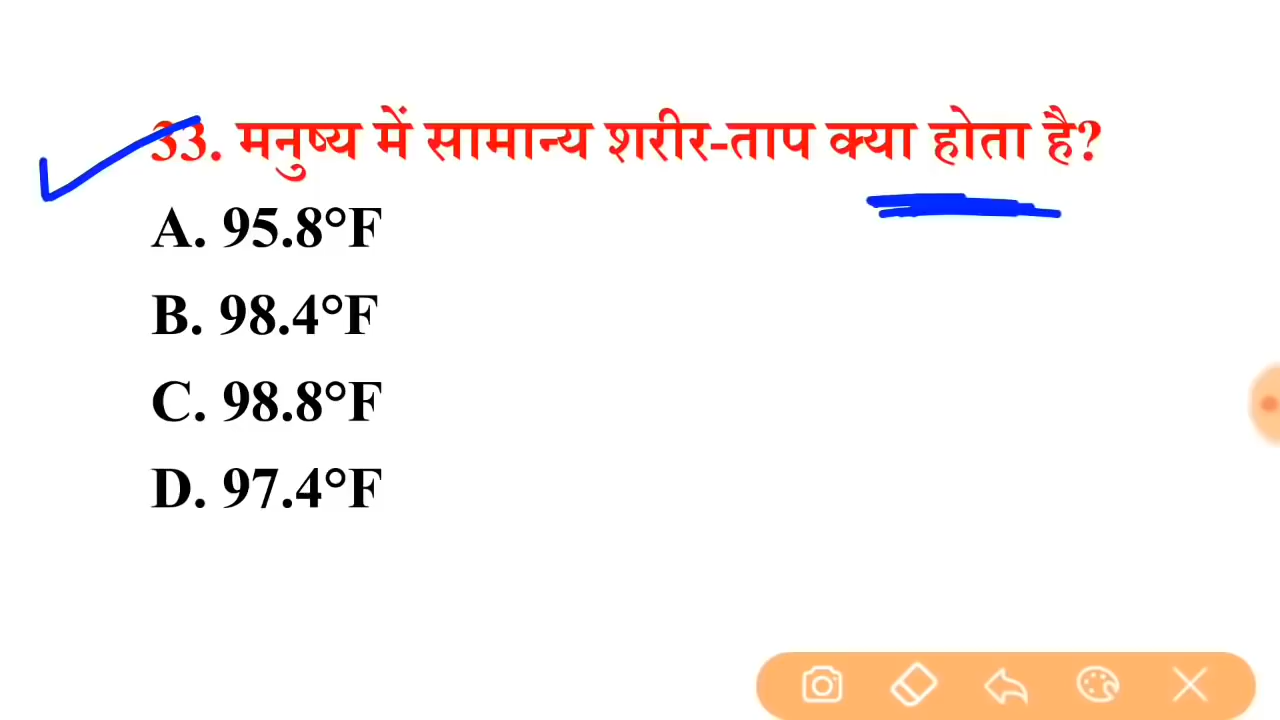 33. मनुष्य में सामान्य शरीर-ताप क्या होता है?
A. 95.8°F
B. 98.4°F
C. 98.8°F
D. 97.4°F